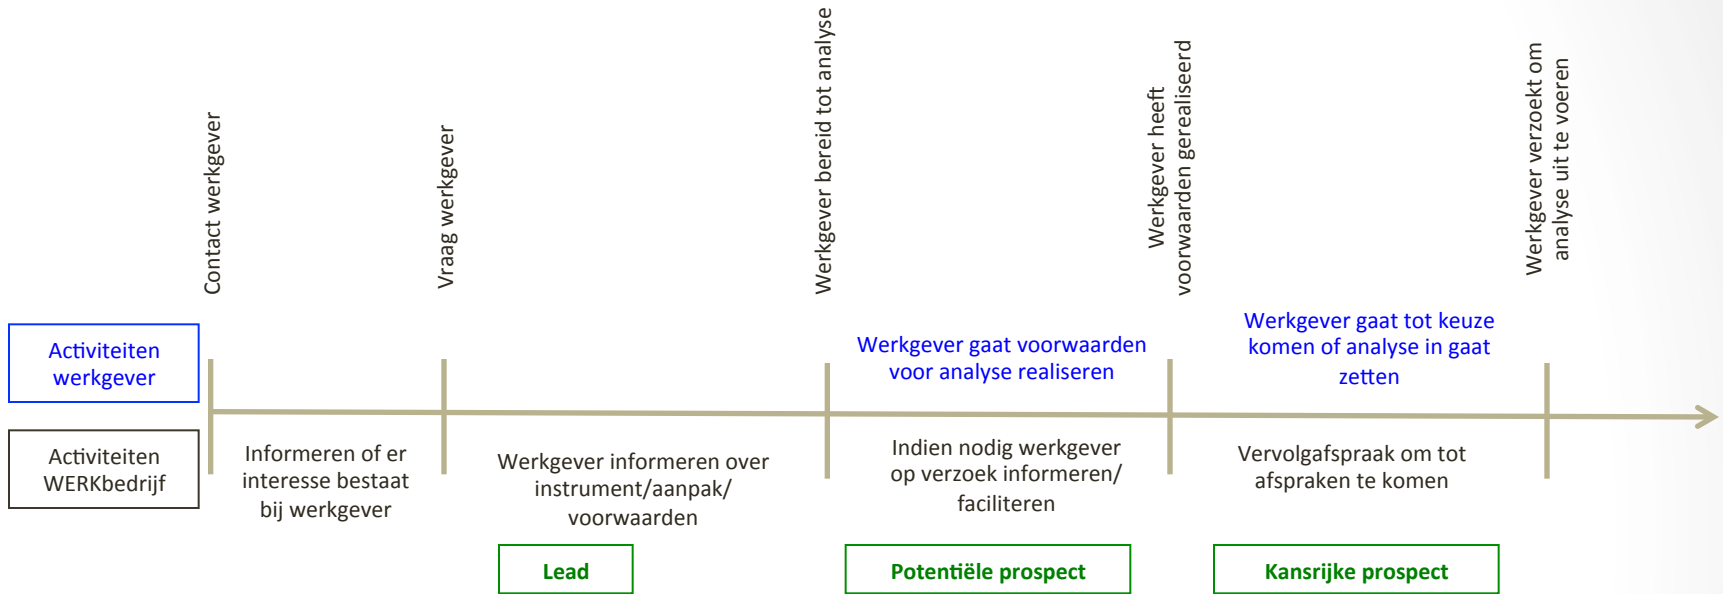 Contact werkgever
Vraag werkgever
Werkgever bereid tot analyse
Werkgever heeft
voorwaarden gerealiseerd
Werkgever verzoekt om
analyse uit te voeren
Activiteiten
werkgever
Werkgever gaat voorwaarden
voor analyse realiseren
Werkgever gaat tot keuze
komen of analyse in gaat
zetten
Activiteiten
WERKbedrijf
Informeren of er
interesse bestaat
bij werkgever
Werkgever informeren over
instrument/aanpak/
voorwaarden
Indien nodig werkgever
op verzoek informeren/
faciliteren
Vervolgafspraak om tot
afspraken te komen
Lead
Potentiële prospect
Kansrijke prospect